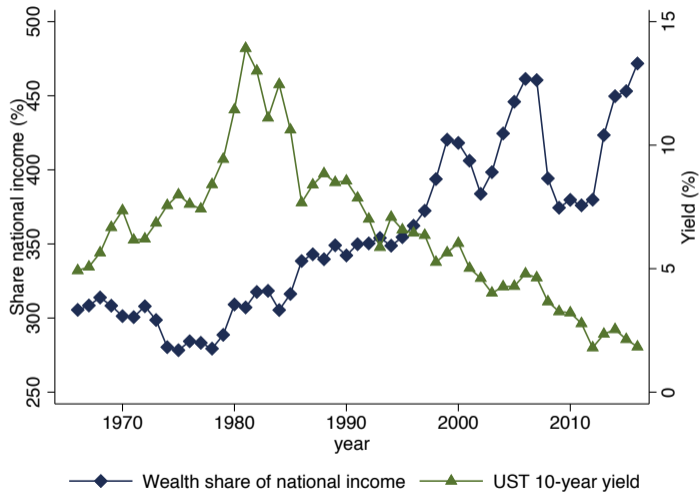 Share national income (%)
500
450
400
350
300
250
15
10
5
0
Yield (%)
1970 1980 1990 2000 2010
year
Wealth share of national income UST 10-year yield